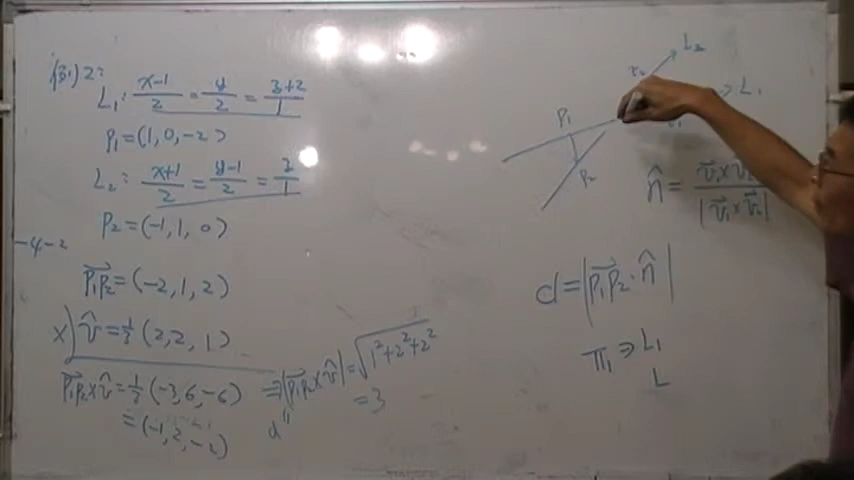 (例) 2:
L₁: (x-1)/2 = y/2 = (z+2)/1
P₁=(1,0,-2)
L₂: (x+1)/2 = (y-1)/2 = z/1
P₂=(-1,1,0)
-4-2
P₁P₂=(-2,1,2)
x) v̂=⅓(2,2,1)
P₁P₂×v̂=⅓(-3,6,-6)
=(-1,2,-2)
⇒|P₁P₂×v̂|=√(1²+2²+2²)
d"
=3
L₂
L₁
P₁
P₂
n̂=(v₁×v₂)/|v₁×v₂|
d=|P₁P₂·n̂|
π₁⇒L₁
L